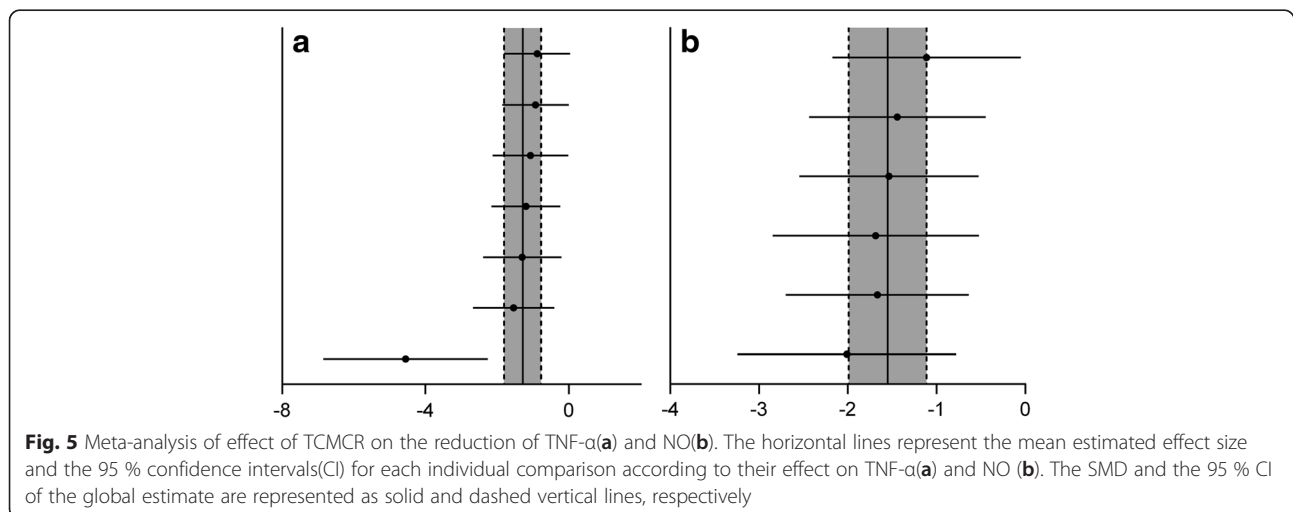 a
b
-8
-4
0
-4
-3
-2
-1
0
Fig. 5 Meta-analysis of effect of TCMCR on the reduction of TNF-α(a) and NO(b). The horizontal lines represent the mean estimated effect size
and the 95 % confidence intervals(CI) for each individual comparison according to their effect on TNF-α(a) and NO (b). The SMD and the 95 % CI
of the global estimate are represented as solid and dashed vertical lines, respectively